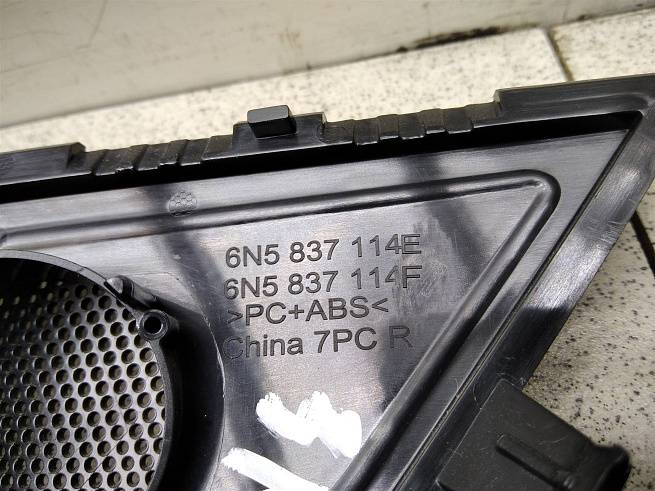 6N5 837 114E
6N5 837 114F
>PC+ABS<
China 7PC R